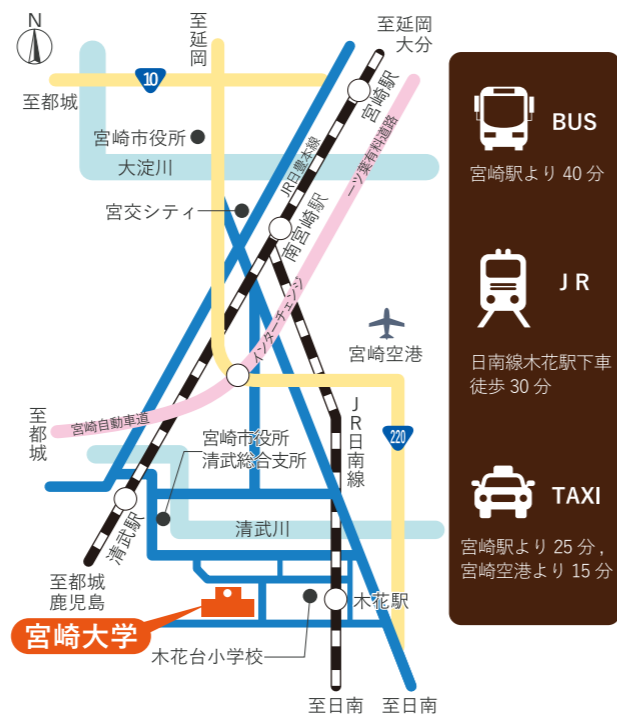 N
至延岡
至延岡
大分
10
至都城
宮崎駅
宮崎市役所
大淀川
JR日豊本線
一ツ葉有料道路
宮交シティ
南宮崎駅
インターチェンジ
宮崎空港
至都城
宮崎自動車道
JR日南線
220
宮崎市役所
清武総合支所
清武駅
清武川
至都城
鹿児島
宮崎大学
木花駅
木花台小学校
至日南
至日南
BUS
宮崎駅より 40 分
JR
日南線木花駅下車
徒歩 30 分
TAXI
宮崎駅より 25 分 ,
宮崎空港より 15 分